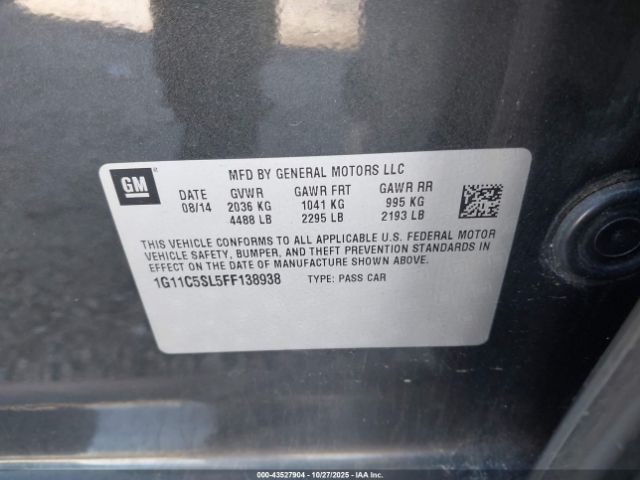 GM
MFD BY GENERAL MOTORS LLC
DATE GVWR GAWR FRT GAWR RR
08/14 2036 KG 1041 KG 995 KG
4488 LB 2295 LB 2193 LB
THIS VEHICLE CONFORMS TO ALL APPLICABLE U.S. FEDERAL MOTOR
VEHICLE SAFETY, BUMPER, AND THEFT PREVENTION STANDARDS IN
EFFECT ON THE DATE OF MANUFACTURE SHOWN ABOVE.
1G11C5SL5FF138938 TYPE: PASS CAR
000-43527904 | 10/27/2025 | © IAA Inc.